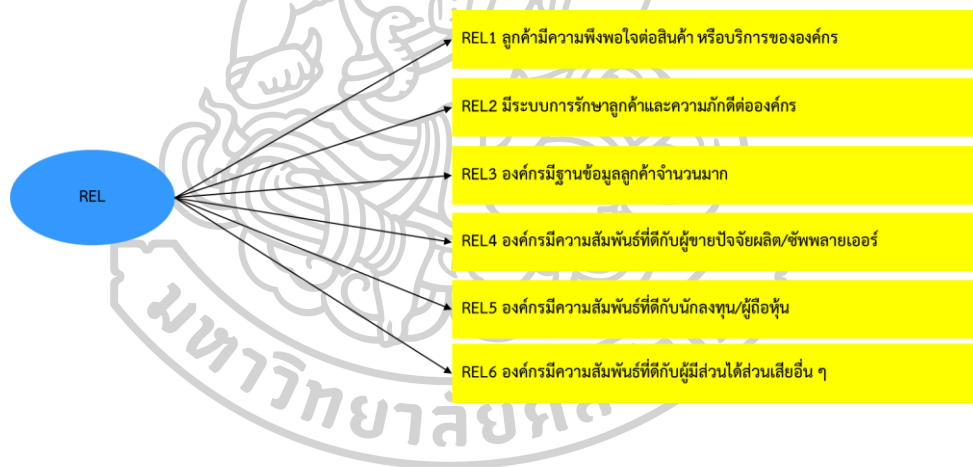 REL1 ลูกค้ามีความพึงพอใจต่อสินค้า หรือบริการขององค์กร
REL2 มีระบบการรักษาลูกค้าและความภักดีต่อองค์กร
REL3 องค์กรมีฐานข้อมูลลูกค้าจำนวนมาก
REL
REL4 องค์กรมีความสัมพันธ์ที่ดีกับผู้ขายปัจจัยผลิต/ซัพพลายเออร์
REL5 องค์กรมีความสัมพันธ์ที่ดีกับนักลงทุน/ผู้ถือหุ้น
REL6 องค์กรมีความสัมพันธ์ที่ดีกับผู้มีส่วนได้ส่วนเสียอื่น ๆ